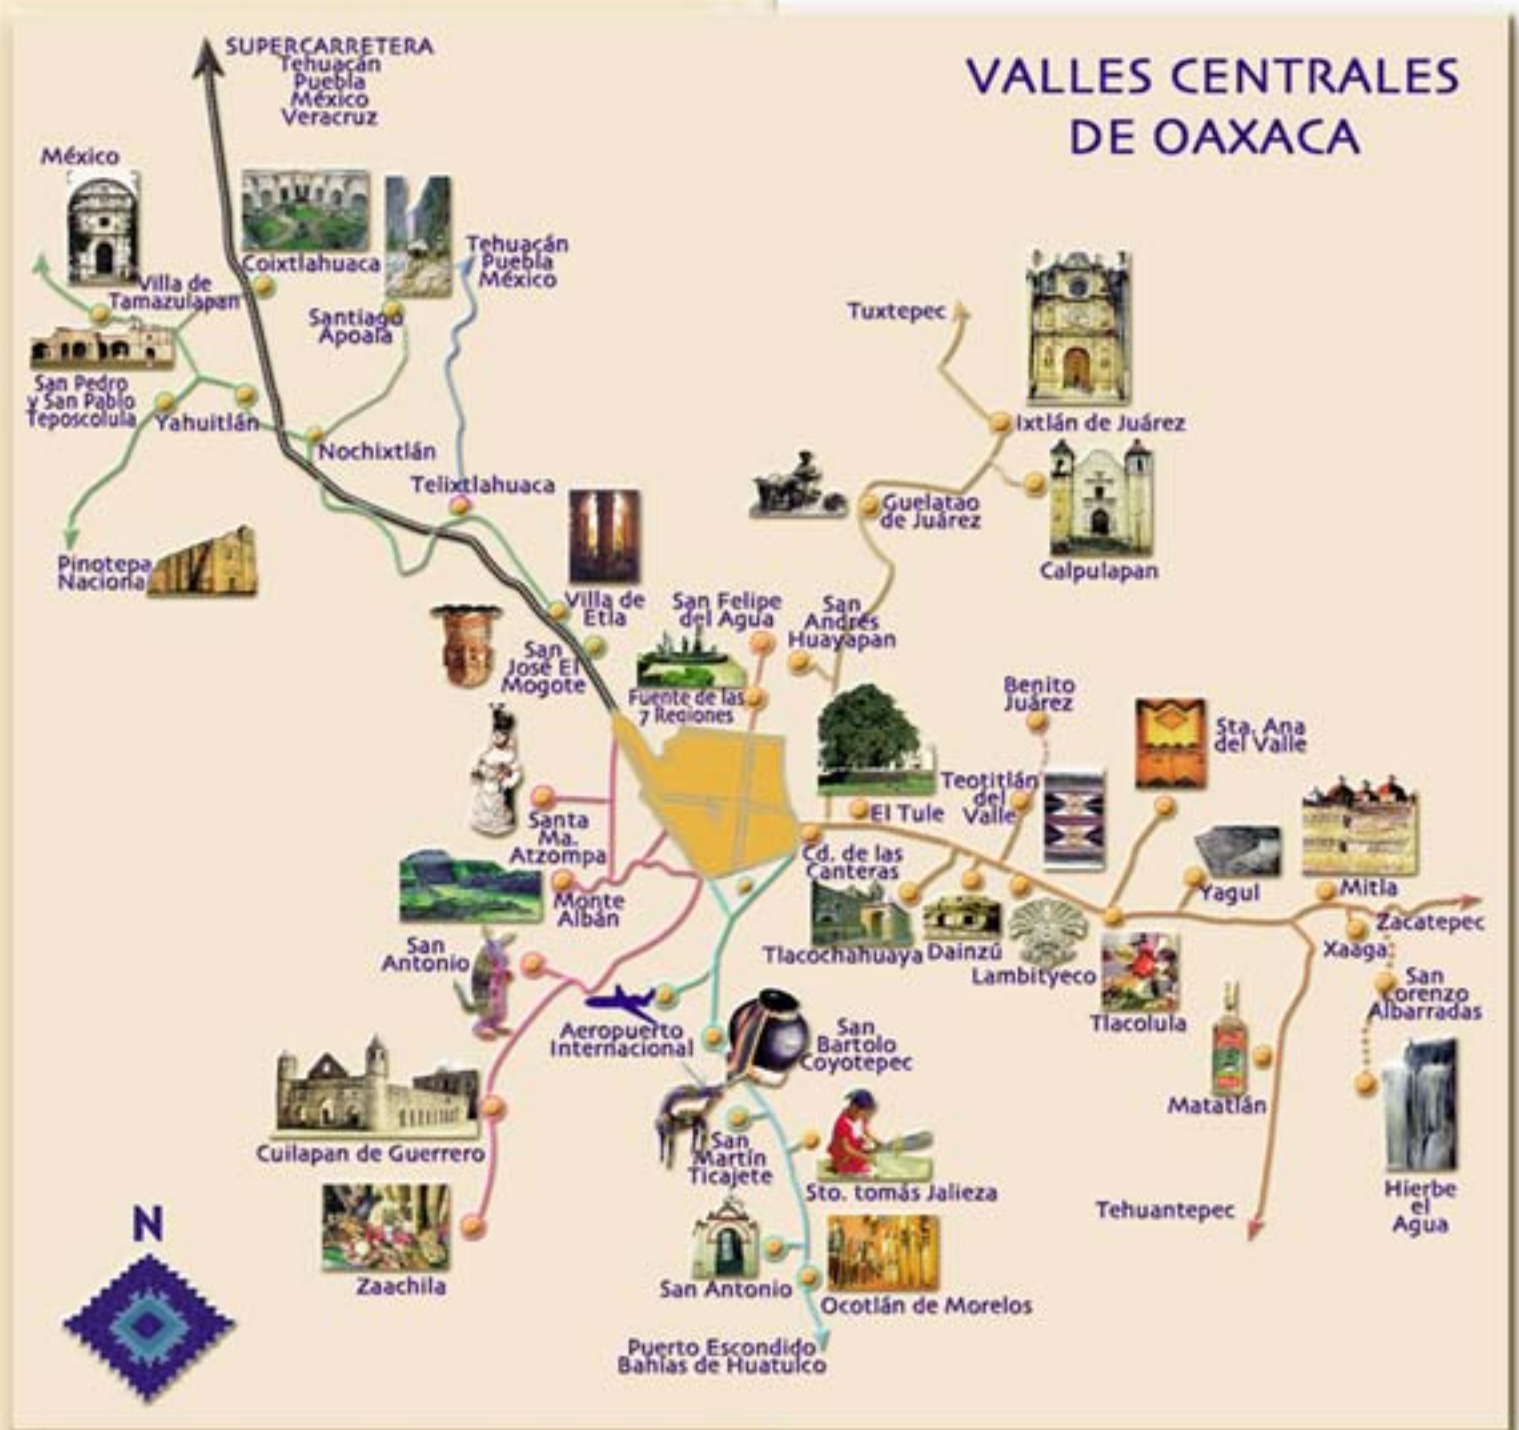 VALLES CENTRALES
DE OAXACA
SUPERCARRETERA
Tehuacán
Puebla
México
Veracruz
México
Coixtlahuaca
Tehuacán
Puebla
México
Villa de
Tamazulapan
Santiago
Apoala
San Pedro
y San Pablo
Teposcolula
Yahuitlán
Nochixtlán
Telixtlahuaca
Pinotepa
Naciona
Tuxtepec
Ixtlán de Juárez
Guelatao
de Juárez
Calpulapan
Villa de
Etla
San Felipe
del Agua
San
Andrés
Huayapan
San
José El
Mogote
Fuente de las
7 Regiones
Benito
Juárez
Sta. Ana
del Valle
Teotitlán
del
Valle
El Tule
Santa
Ma.
Atzompa
Cd. de las
Canteras
Yagul
Mitla
Monte
Albán
Zacatepec
San
Antonio
Tlacochahuaya
Dainzú
Lambityeco
Xaaga
San
Lorenzo
Albarradas
Tlacolula
Aeropuerto
Internacional
San
Bartolo
Coyotepec
Matatlán
Cuilapan de Guerrero
San
Martín
Ticajete
Sto. tomás Jalieza
Hierbe
el
Agua
Tehuantepec
N
Zaachila
San Antonio
Ocotlán de Morelos
Puerto Escondido
Bahías de Huatulco